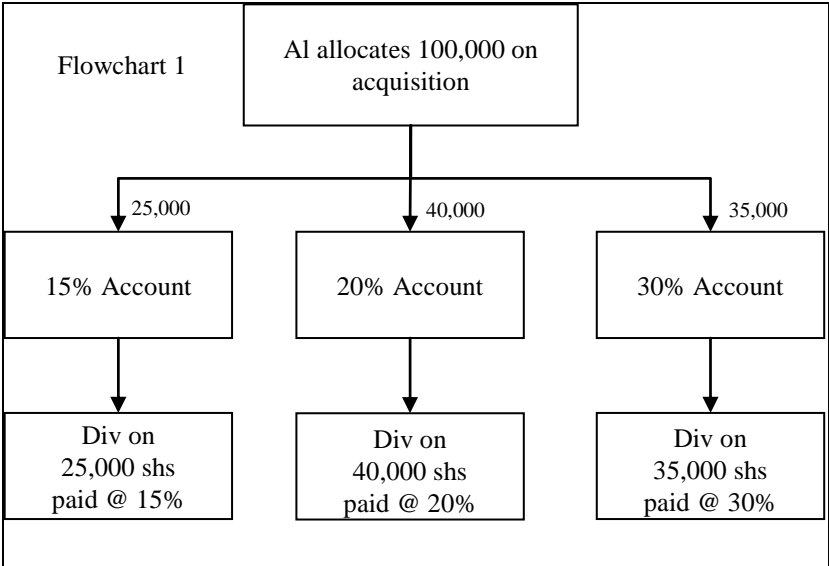 Flowchart 1
Al allocates 100,000 on
acquisition
25,000
40,000
35,000
15% Account
20% Account
30% Account
Div on
25,000 shs
paid @ 15%
Div on
40,000 shs
paid @ 20%
Div on
35,000 shs
paid @ 30%